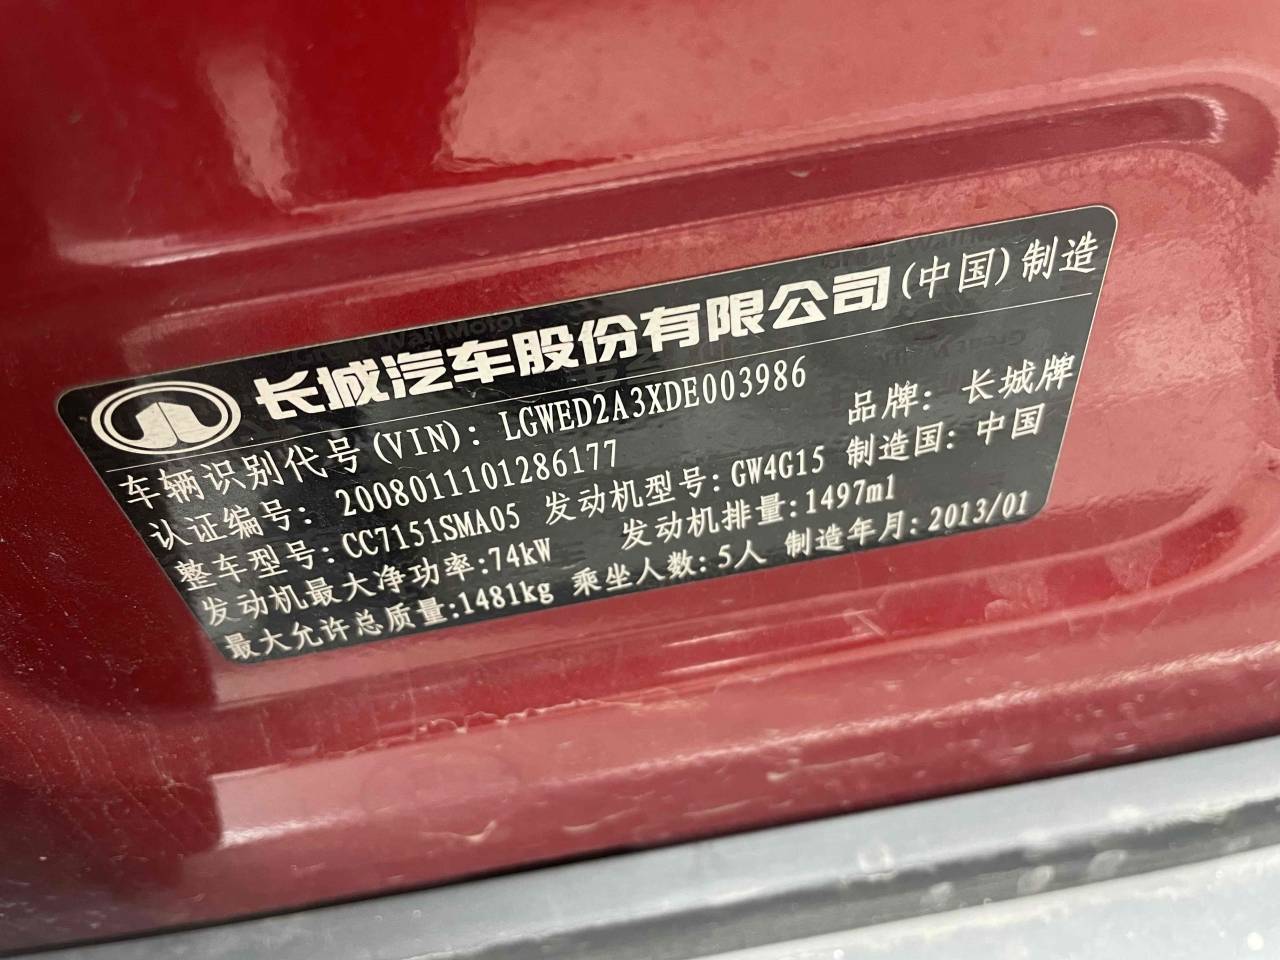 长城汽车股份有限公司(中国)制造
车辆识别代号(VIN): LGWED2A3XDE003986
认证编号: 2008011101286177 品牌: 长城牌
整车型号: CC7151SMA05 发动机型号: GW4G15 制造国: 中国
发动机最大净功率: 74kW 发动机排量: 1497ml
最大允许总质量: 1481kg 乘坐人数: 5人 制造年月: 2013/01